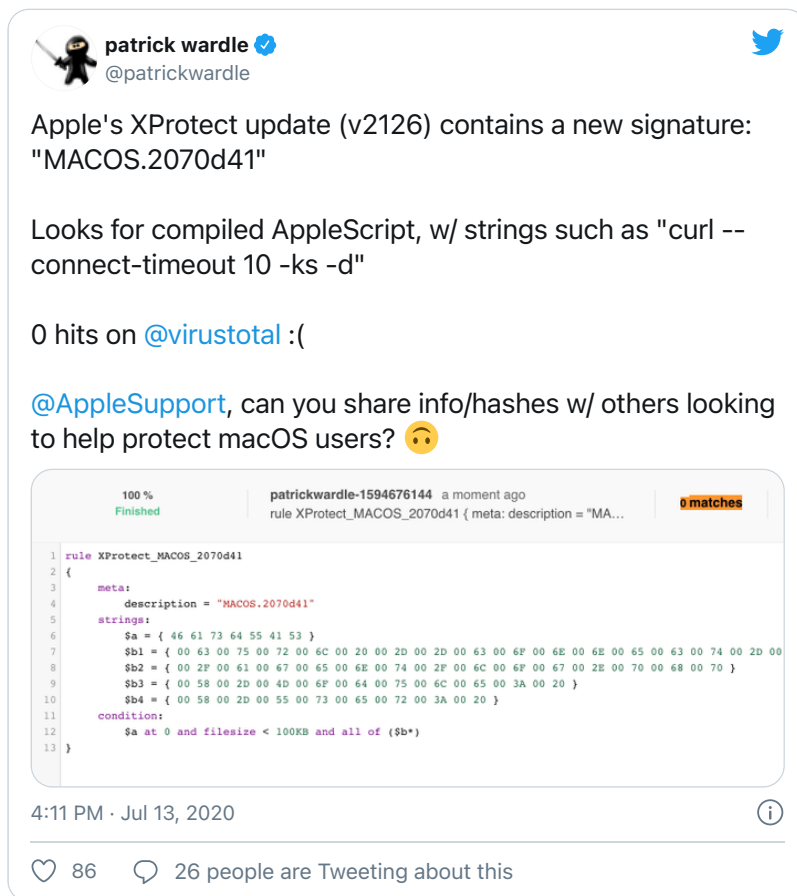 patrick wardle
@patrickwardle
Apple's XProtect update (v2126) contains a new signature:
"MACOS.2070d41"
Looks for compiled AppleScript, w/ strings such as "curl --
connect-timeout 10 -ks -d"
0 hits on @virustotal :(
@AppleSupport, can you share info/hashes w/ others looking
to help protect macOS users? 🙃
100 %
Finished
patrickwardle-1594676144 a moment ago
rule XProtect_MACOS_2070d41 { meta: description = "MA...
0 matches
1 rule XProtect_MACOS_2070d41
2 {
3 meta:
4 description = "MACOS.2070d41"
5 strings:
6 $a = { 46 61 73 64 55 41 53 }
7 $b1 = { 00 63 00 75 00 72 00 6C 00 20 00 2D 00 2D 00 63 00 6F 00 6E 00 6E 00 65 00 63 00 74 00 2D 00
8 $b2 = { 00 2F 00 61 00 67 00 65 00 6E 00 74 00 2F 00 6C 00 6F 00 67 00 2E 00 70 00 68 00 70 }
9 $b3 = { 00 58 00 2D 00 4D 00 6F 00 64 00 75 00 6C 00 65 00 3A 00 20 }
10 $b4 = { 00 58 00 2D 00 55 00 73 00 65 00 72 00 3A 00 20 }
11 condition:
12 $a at 0 and filesize < 100KB and all of ($b*)
13 }
4:11 PM · Jul 13, 2020
86 26 people are Tweeting about this